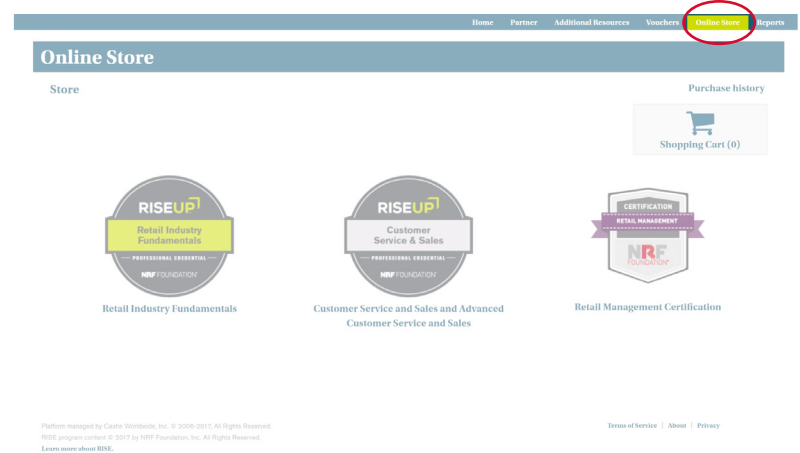 Home Partner Additional Resources Vouchers Online Store Reports
Online Store
Store
Purchase history
Shopping Cart (0)
RISEUP
Retail Industry
Fundamentals
PROFESSIONAL CREDENTIAL
NRF FOUNDATION
Retail Industry Fundamentals
RISEUP
Customer
Service & Sales
PROFESSIONAL CREDENTIAL
NRF FOUNDATION
Customer Service and Sales and Advanced
Customer Service and Sales
CERTIFICATION
RETAIL MANAGEMENT
NRF
FOUNDATION
Retail Management Certification
Platform managed by Castle Worldwide, Inc. © 2006-2017, All Rights Reserved.
RISE program content © 2017 by NRF Foundation, Inc. All Rights Reserved.
Learn more about RISE.
Terms of Service | About | Privacy